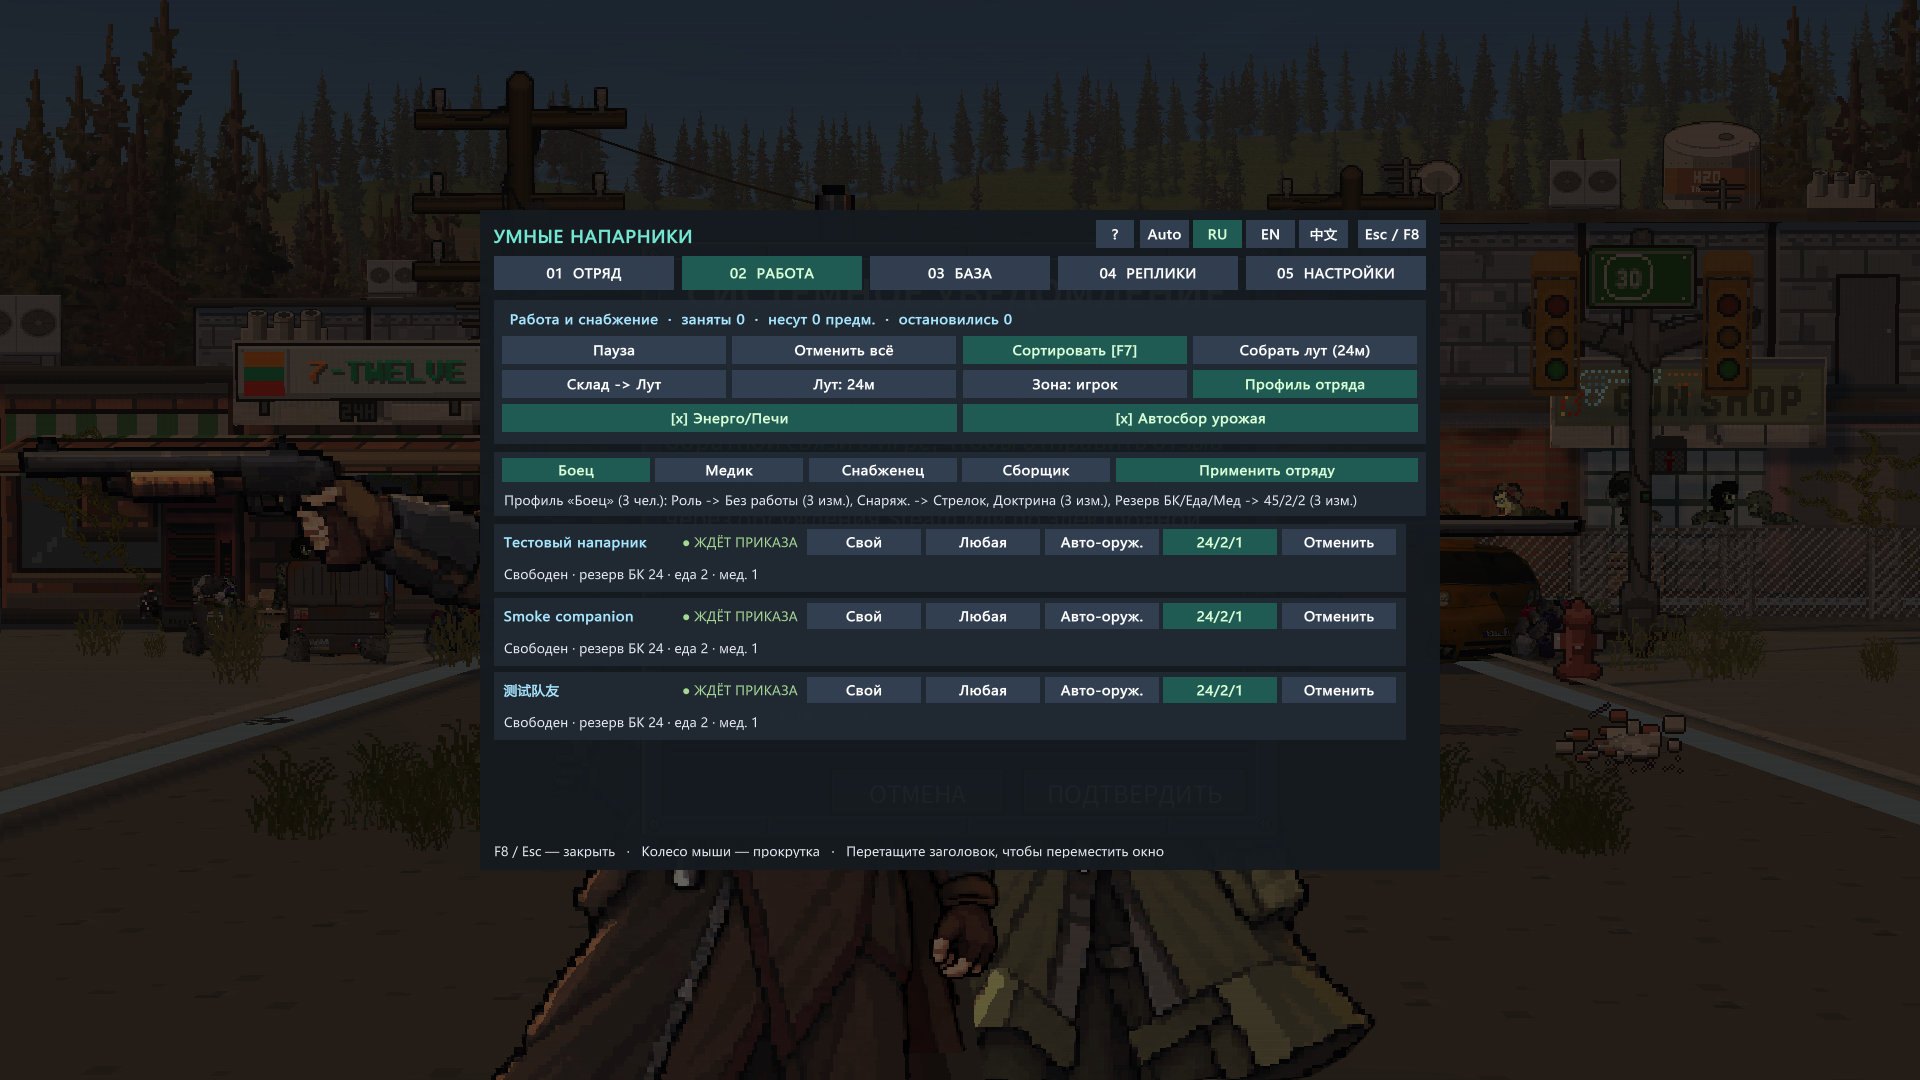 УМНЫЕ НАПАРНИКИ
? Auto RU EN 中文 Esc / F8
01 ОТРЯД 02 РАБОТА 03 БАЗА 04 РЕПЛИКИ 05 НАСТРОЙКИ
Работа и снабжение · заняты 0 · несут 0 предм. · остановились 0
Пауза Отменить всё Сортировать [F7] Собрать лут (24м)
Склад -> Лут Лут: 24м Зона: игрок Профиль отряда
[x] Энерго/Печи [x] Автосбор урожая
Боец Медик Снабженец Сборщик Применить отряду
Профиль «Боец» (3 чел.): Роль -> Без работы (3 изм.), Снаряж. -> Стрелок, Доктрина (3 изм.), Резерв БК/Еда/Мед -> 45/2/2 (3 изм.)
Тестовый напарник ● ЖДЁТ ПРИКАЗА Свой Любая Авто-оруж. 24/2/1 Отменить
Свободен · резерв БК 24 · еда 2 · мед. 1
Smoke companion ● ЖДЁТ ПРИКАЗА Свой Любая Авто-оруж. 24/2/1 Отменить
Свободен · резерв БК 24 · еда 2 · мед. 1
测试队友 ● ЖДЁТ ПРИКАЗА Свой Любая Авто-оруж. 24/2/1 Отменить
Свободен · резерв БК 24 · еда 2 · мед. 1
ОТМЕНА ПОДТВЕРДИТЬ
F8 / Esc — закрыть · Колесо мыши — прокрутка · Перетащите заголовок, чтобы переместить окно
7-TWELVE
24H
H2O
30
GUN SHOP